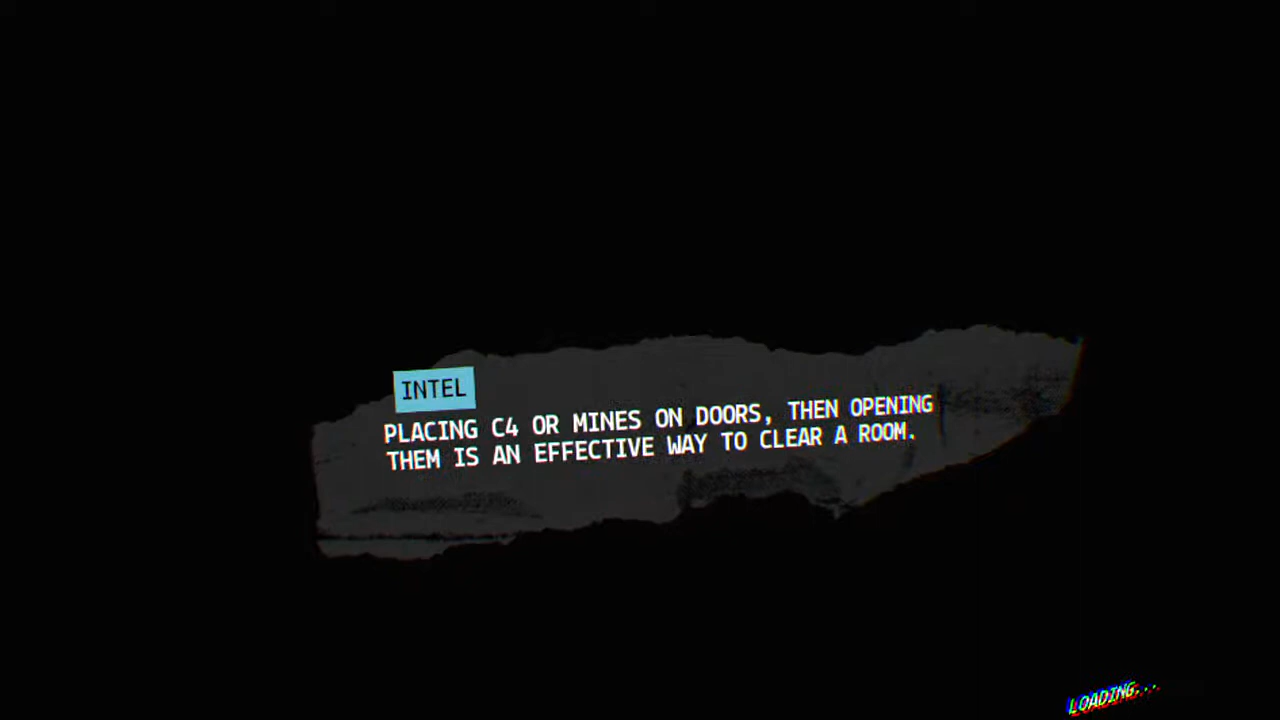 INTEL
PLACING C4 OR MINES ON DOORS, THEN OPENING
THEM IS AN EFFECTIVE WAY TO CLEAR A ROOM.
LOADING...